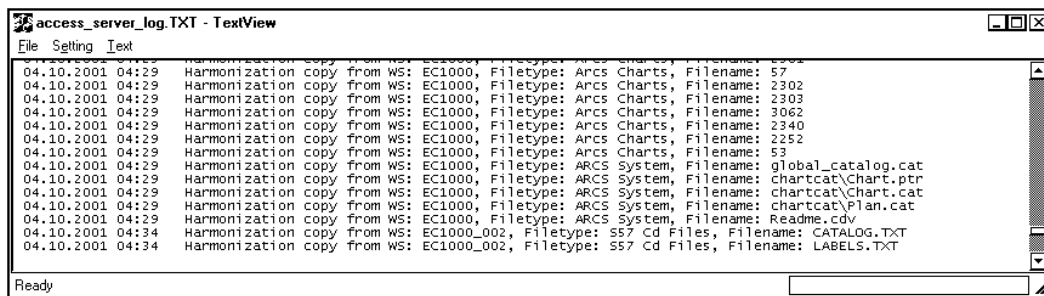 access_server_log.TXT - TextView
File Setting Text
04.10.2001 04:29 Harmonization copy from WS: EC1000, Filetype: Arcs Charts, Filename: 57
04.10.2001 04:29 Harmonization copy from WS: EC1000, Filetype: Arcs Charts, Filename: 2302
04.10.2001 04:29 Harmonization copy from WS: EC1000, Filetype: Arcs Charts, Filename: 2303
04.10.2001 04:29 Harmonization copy from WS: EC1000, Filetype: Arcs Charts, Filename: 3062
04.10.2001 04:29 Harmonization copy from WS: EC1000, Filetype: Arcs Charts, Filename: 2340
04.10.2001 04:29 Harmonization copy from WS: EC1000, Filetype: Arcs Charts, Filename: 2252
04.10.2001 04:29 Harmonization copy from WS: EC1000, Filetype: Arcs Charts, Filename: 53
04.10.2001 04:29 Harmonization copy from WS: EC1000, Filetype: ARCS System, Filename: global_catalog.cat
04.10.2001 04:29 Harmonization copy from WS: EC1000, Filetype: ARCS System, Filename: chartcat\Chart.ptr
04.10.2001 04:29 Harmonization copy from WS: EC1000, Filetype: ARCS System, Filename: chartcat\Chart.cat
04.10.2001 04:29 Harmonization copy from WS: EC1000, Filetype: ARCS System, Filename: chartcat\Plan.cat
04.10.2001 04:29 Harmonization copy from WS: EC1000, Filetype: ARCS System, Filename: Readme.cdv
04.10.2001 04:34 Harmonization copy from WS: EC1000_002, Filetype: S57 Cd Files, Filename: CATALOG.TXT
04.10.2001 04:34 Harmonization copy from WS: EC1000_002, Filetype: S57 Cd Files, Filename: LABELS.TXT
Ready